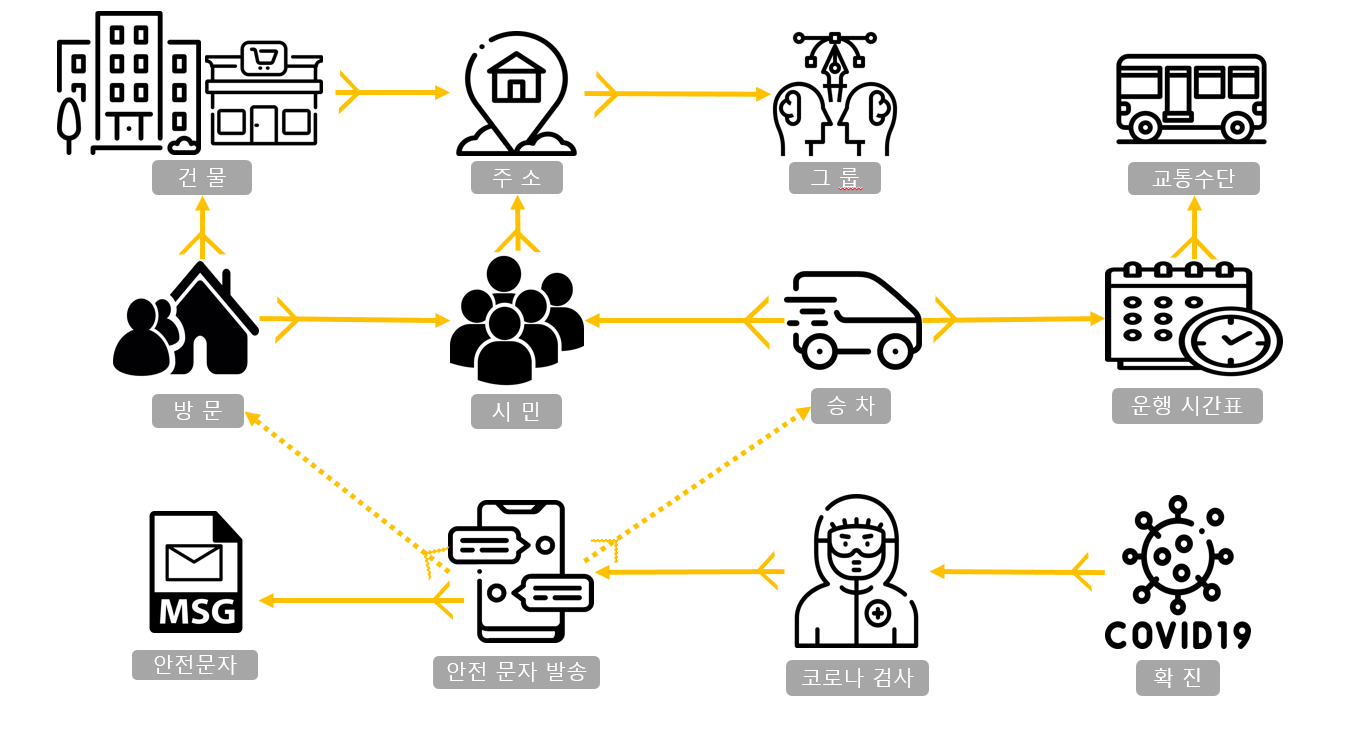 건 물
주 소
그 룹
교통수단
방 문
시 민
승 차
운행 시간표
MSG
COVID19
안전문자
안전 문자 발송
코로나 검사
확 진